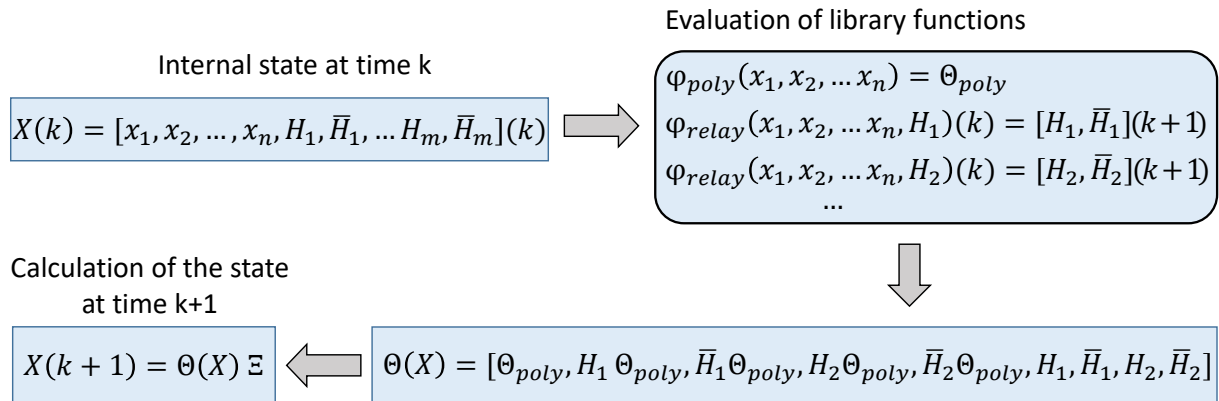 Internal state at time k
X(k) = [x₁, x₂, …, xₙ, H₁, H̅₁, … Hₘ, H̅ₘ](k)
Evaluation of library functions
φ_poly(x₁, x₂, … xₙ) = Θ_poly
φ_relay(x₁, x₂, … xₙ, H₁)(k) = [H₁, H̅₁](k+1)
φ_relay(x₁, x₂, … xₙ, H₂)(k) = [H₂, H̅₂](k+1)
...
Calculation of the state
at time k+1
X(k + 1) = Θ(X) Ξ
Θ(X) = [Θ_poly, H₁ Θ_poly, H̅₁Θ_poly, H₂Θ_poly, H̅₂Θ_poly, H₁, H̅₁, H₂, H̅₂]